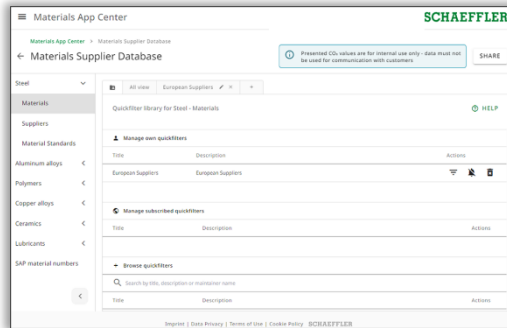 Materials App Center
SCHAEFFLER
Materials App Center > Materials Supplier Database
← Materials Supplier Database
Presented CO₂ values are for internal use only - data must not
be used for communication with customers
SHARE
Steel
Materials
Suppliers
Material Standards
Aluminum alloys
Polymers
Copper alloys
Ceramics
Lubricants
SAP material numbers
All view
European Suppliers
Quickfilter library for Steel - Materials
HELP
Manage own quickfilters
Title Description Actions
European Suppliers European Suppliers
Manage subscribed quickfilters
Title Description Actions
+ Browse quickfilters
Search by title, description or maintainer name
Title Description Actions
Imprint | Data Privacy | Terms of Use | Cookie Policy SCHAEFFLER